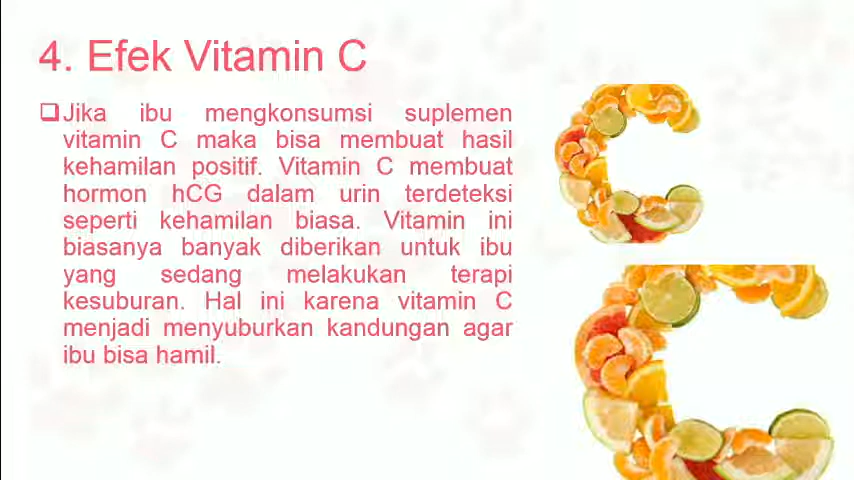 4. Efek Vitamin C
❑Jika ibu mengkonsumsi suplemen
vitamin C maka bisa membuat hasil
kehamilan positif. Vitamin C membuat
hormon hCG dalam urin terdeteksi
seperti kehamilan biasa. Vitamin ini
biasanya banyak diberikan untuk ibu
yang sedang melakukan terapi
kesuburan. Hal ini karena vitamin C
menjadi menyuburkan kandungan agar
ibu bisa hamil.